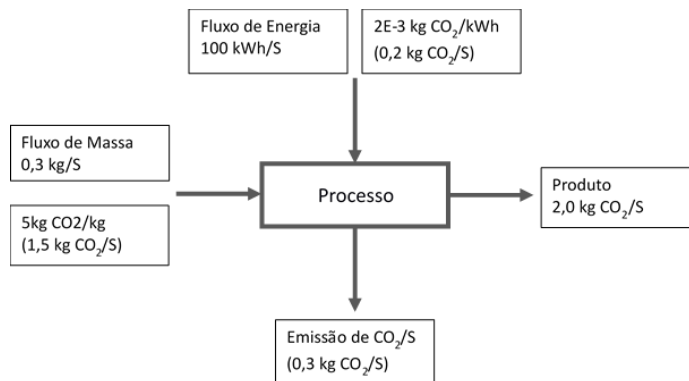 Fluxo de Energia
100 kWh/S
2E-3 kg CO₂/kWh
(0,2 kg CO₂/S)
Fluxo de Massa
0,3 kg/S
5kg CO2/kg
(1,5 kg CO₂/S)
Processo
Produto
2,0 kg CO₂/S
Emissão de CO₂/S
(0,3 kg CO₂/S)